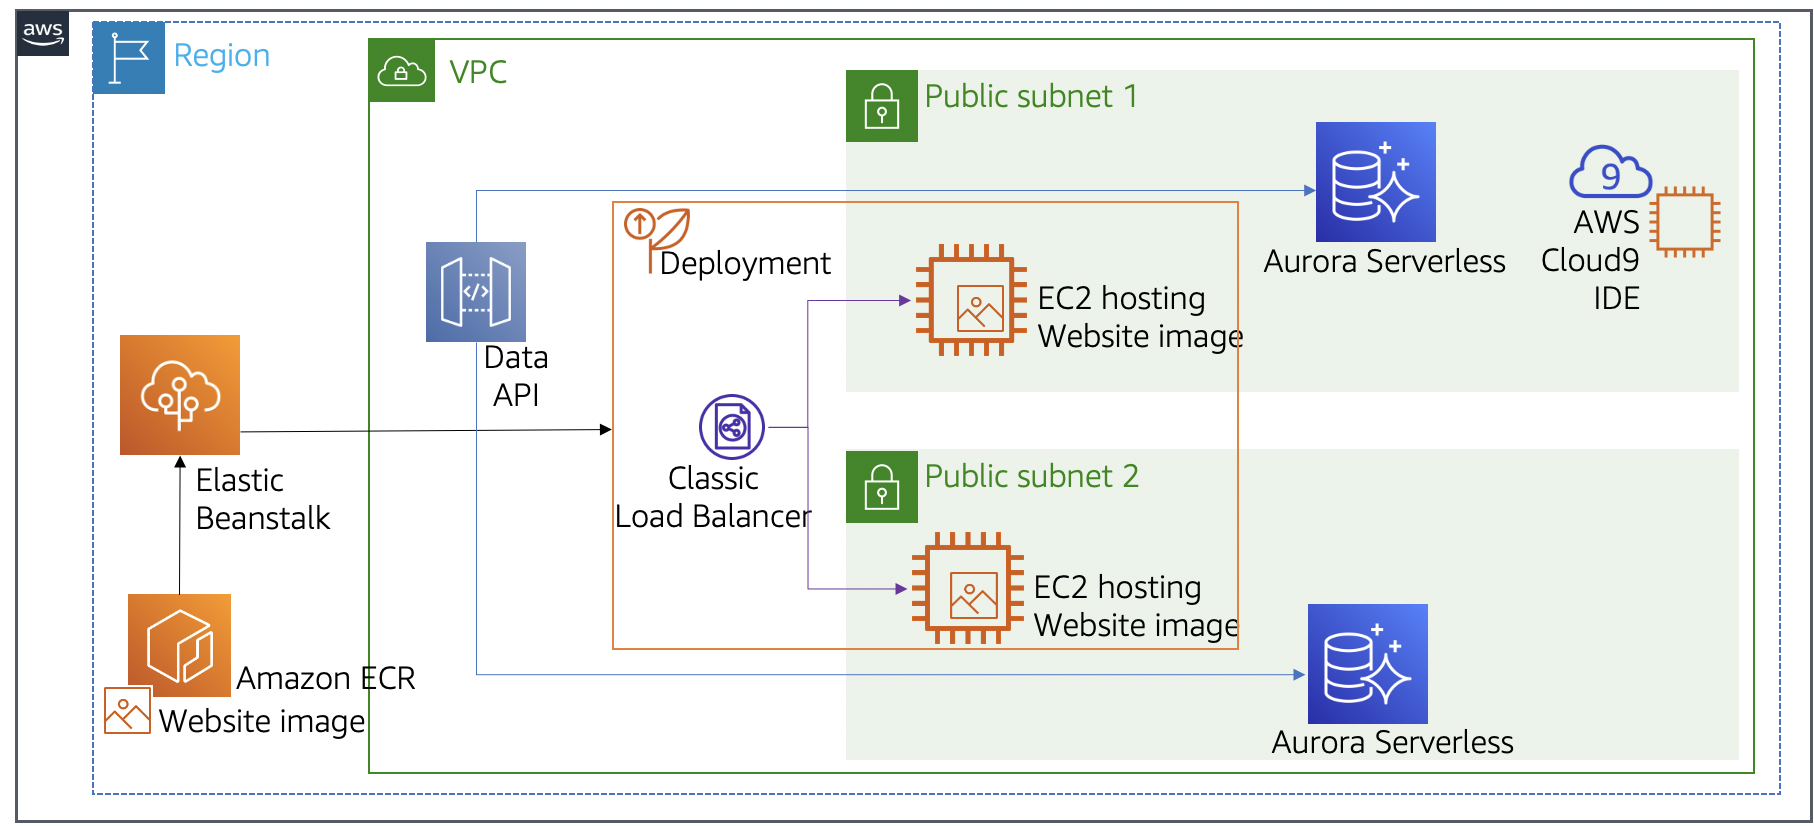 aws
Region
VPC
Public subnet 1
Aurora Serverless
9
AWS
Cloud9
IDE
Deployment
EC2 hosting
Website image
</>
Data
API
Classic
Load Balancer
Elastic
Beanstalk
Public subnet 2
EC2 hosting
Website image
Amazon ECR
Website image
Aurora Serverless